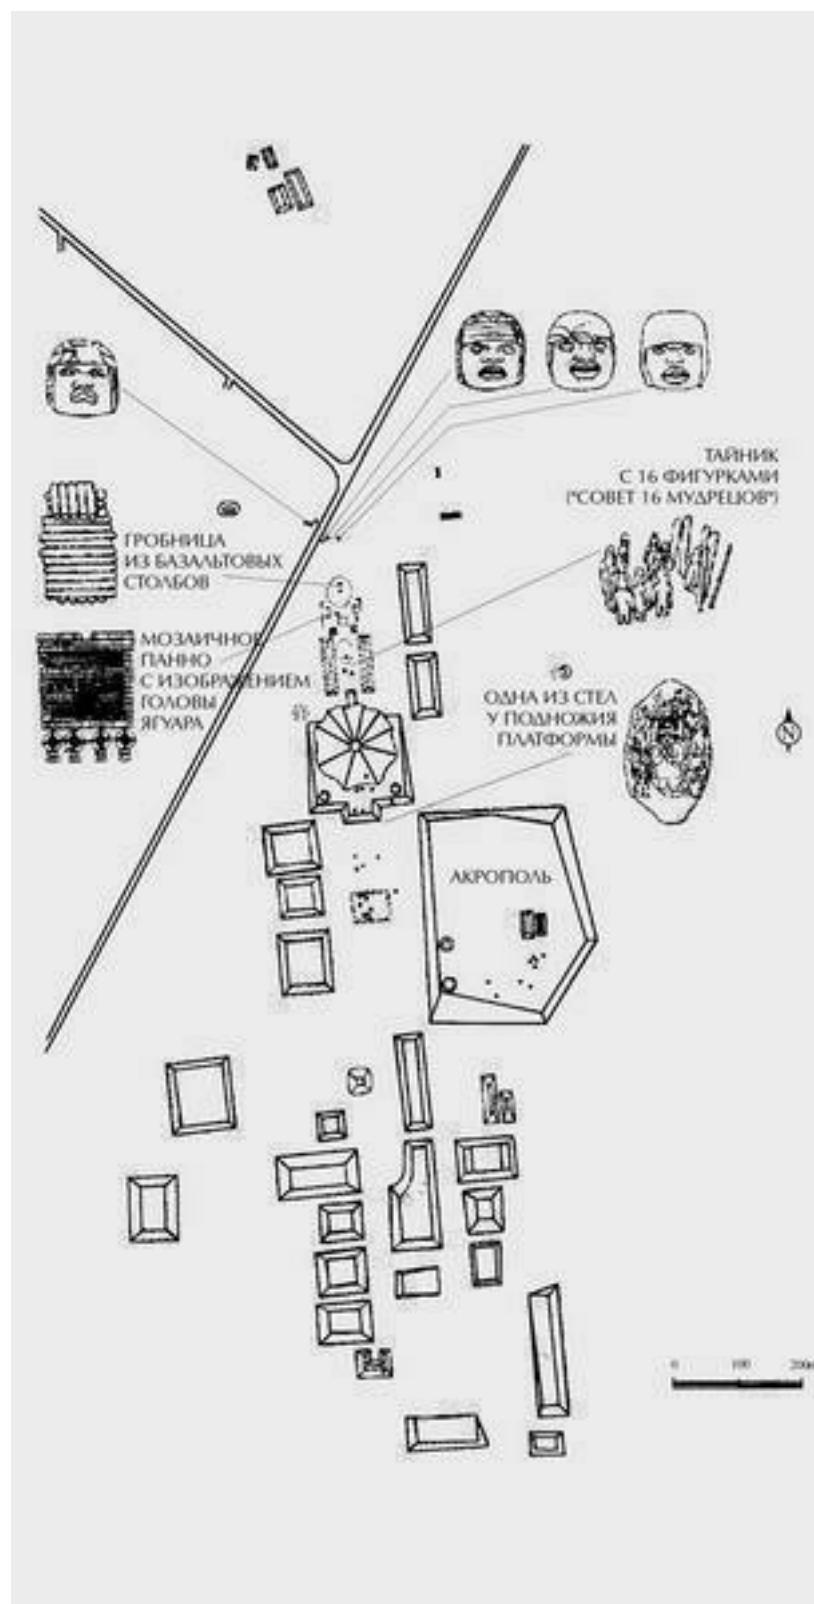 ТАЙНИК
С 16 ФИГУРКАМИ
("СОВЕТ 16 МУДРЕЦОВ")
ГРОБНИЦА
ИЗ БАЗАЛЬТОВЫХ
СТОЛБОВ
МОЗАИЧНОЕ
ПАННО
С ИЗОБРАЖЕНИЕМ
ГОЛОВЫ
ЯГУАРА
ОДНА ИЗ СТЕЛ
У ПОДНОЖИЯ
ПЛАТФОРМЫ
N
АКРОПОЛЬ
0 100 200м